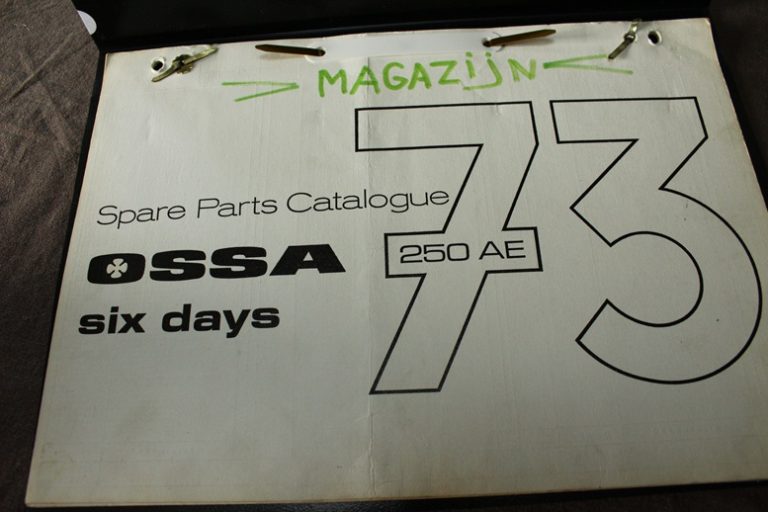 MAGAZIJN
73
Spare Parts Catalogue
250 AE
OSSA
six days